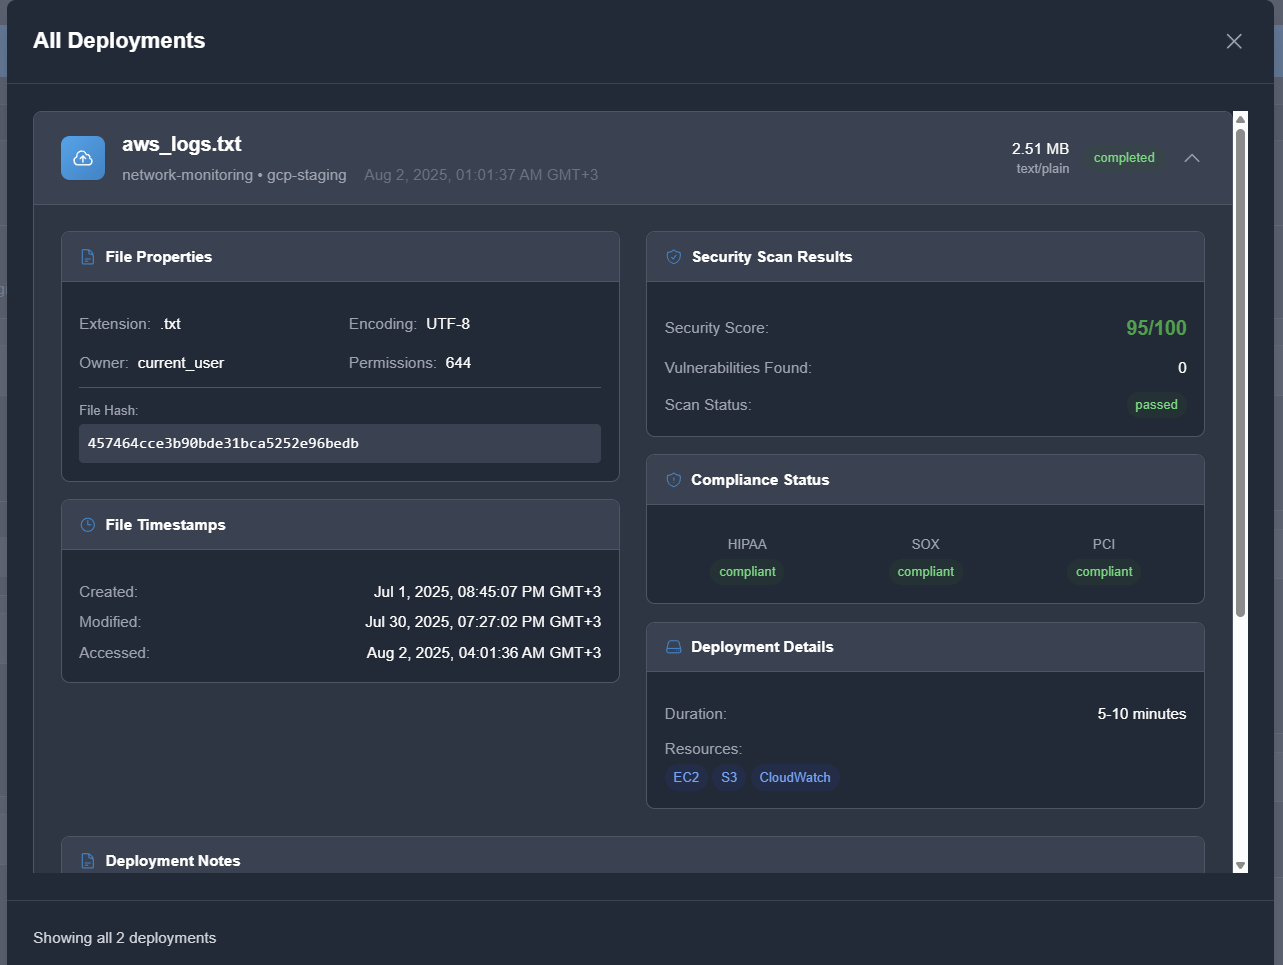 All Deployments
aws_logs.txt
network-monitoring • gcp-staging Aug 2, 2025, 01:01:37 AM GMT+3
2.51 MB
text/plain
completed
File Properties
Extension: .txt
Encoding: UTF-8
Owner: current_user
Permissions: 644
File Hash:
457464cce3b90bde31bca5252e96bedb
File Timestamps
Created: Jul 1, 2025, 08:45:07 PM GMT+3
Modified: Jul 30, 2025, 07:27:02 PM GMT+3
Accessed: Aug 2, 2025, 04:01:36 AM GMT+3
Security Scan Results
Security Score: 95/100
Vulnerabilities Found: 0
Scan Status: passed
Compliance Status
HIPAA SOX PCI
compliant compliant compliant
Deployment Details
Duration: 5-10 minutes
Resources:
EC2 S3 CloudWatch
Deployment Notes
Showing all 2 deployments